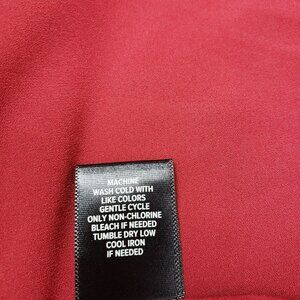 MACHINE
WASH COLD WITH
LIKE COLORS
GENTLE CYCLE
ONLY NON-CHLORINE
BLEACH IF NEEDED
TUMBLE DRY LOW
COOL IRON
IF NEEDED